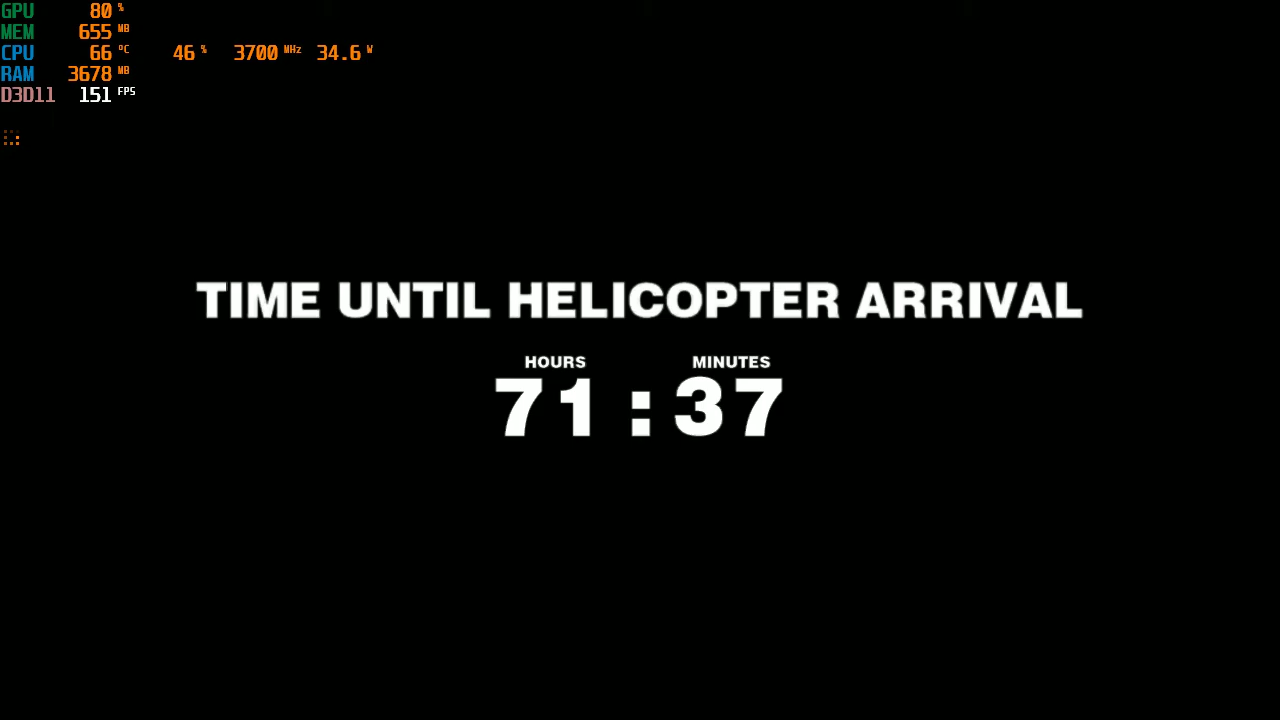 GPU 80 %
MEM 655 MB
CPU 66 °C 46 % 3700 MHz 34.6 W
RAM 3678 MB
D3D11 151 FPS
TIME UNTIL HELICOPTER ARRIVAL
HOURS MINUTES
71 : 37